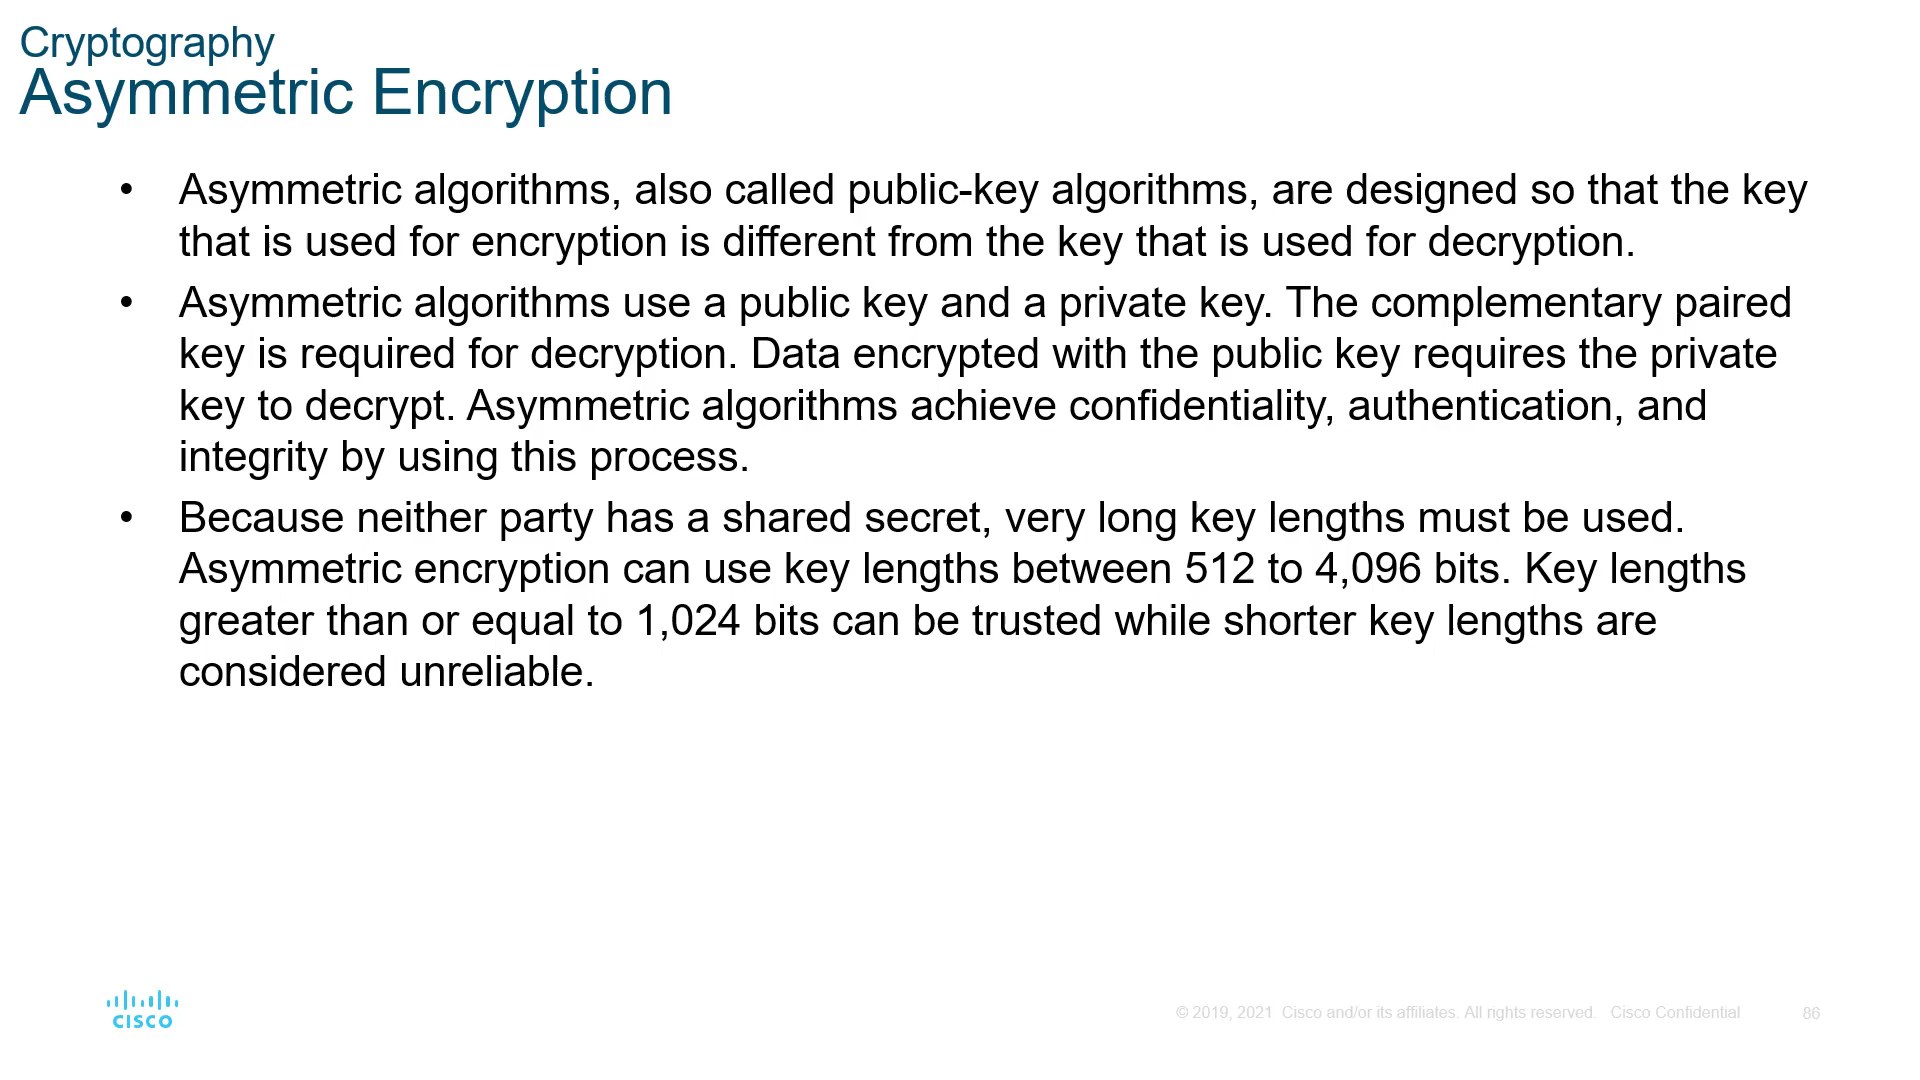 Cryptography
Asymmetric Encryption
• Asymmetric algorithms, also called public-key algorithms, are designed so that the key
that is used for encryption is different from the key that is used for decryption.
• Asymmetric algorithms use a public key and a private key. The complementary paired
key is required for decryption. Data encrypted with the public key requires the private
key to decrypt. Asymmetric algorithms achieve confidentiality, authentication, and
integrity by using this process.
• Because neither party has a shared secret, very long key lengths must be used.
Asymmetric encryption can use key lengths between 512 to 4,096 bits. Key lengths
greater than or equal to 1,024 bits can be trusted while shorter key lengths are
considered unreliable.
CISCO
© 2019, 2021 Cisco and/or its affiliates. All rights reserved. Cisco Confidential 86